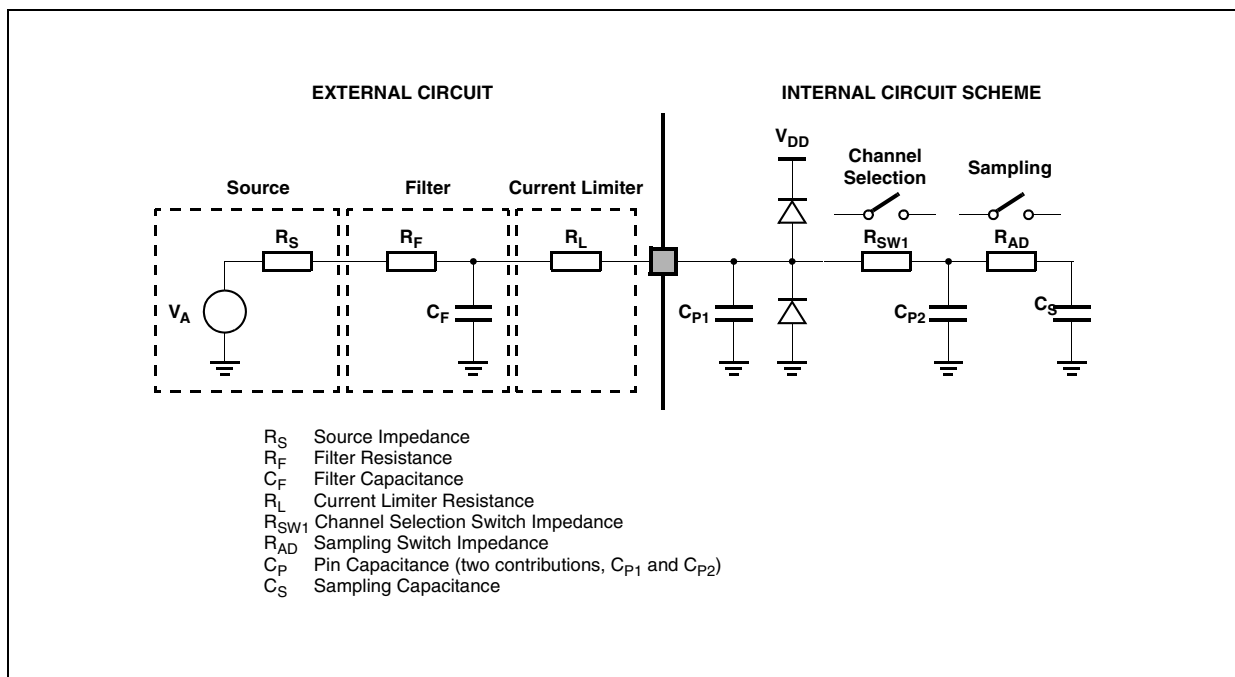 EXTERNAL CIRCUIT
INTERNAL CIRCUIT SCHEME
V_DD
Channel
Selection
Sampling
Source
Filter
Current Limiter
R_S
R_F
R_L
R_SW1
R_AD
V_A
C_F
C_P1
C_P2
C_S
R_S Source Impedance
R_F Filter Resistance
C_F Filter Capacitance
R_L Current Limiter Resistance
R_SW1 Channel Selection Switch Impedance
R_AD Sampling Switch Impedance
C_P Pin Capacitance (two contributions, C_P1 and C_P2)
C_S Sampling Capacitance